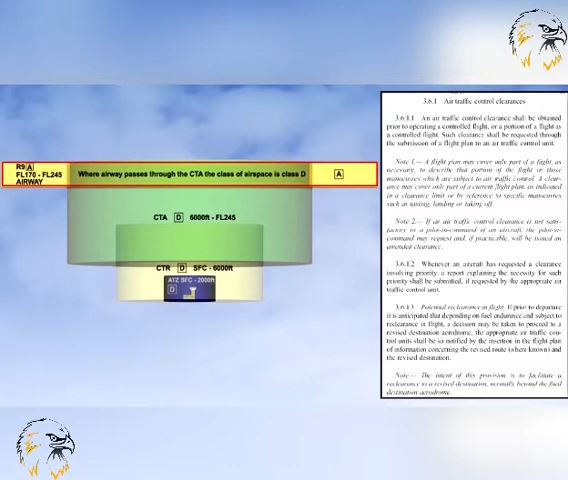 R9 A
FL170 - FL245
AIRWAY
Where airway passes through the CTA the class of airspace is class D
A
CTA D 6000ft - FL245
CTR D SFC - 6000ft
ATZ SFC - 2000ft
D
3.6.1 Air traffic control clearances
3.6.1.1 An air traffic control clearance shall be obtained
prior to operating a controlled flight, or a portion of a flight as
a controlled flight. Such clearance shall be requested through
the submission of a flight plan to an air traffic control unit.
Note 1.— A flight plan may cover only part of a flight, as
necessary, to describe that portion of the flight or those
manoeuvres which are subject to air traffic control. A clear-
ance may cover only part of a current flight plan, as indicated
in a clearance limit or by reference to specific manoeuvres
such as taxiing, landing or taking off.
Note 2.— If an air traffic control clearance is not satis-
factory to a pilot-in-command of an aircraft, the pilot-in-
command may request and, if practicable, will be issued an
amended clearance.
3.6.1.2 Whenever an aircraft has requested a clearance
involving priority, a report explaining the necessity for such
priority shall be submitted, if requested by the appropriate air
traffic control unit.
3.6.1.3 Potential reclearance in flight. If prior to departure
it is anticipated that depending on fuel endurance and subject to
reclearance in flight, a decision may be taken to proceed to a
revised destination aerodrome, the appropriate air traffic con-
trol units shall be so notified by the insertion in the flight plan
of information concerning the revised route (where known) and
the revised destination.
Note.— The intent of this provision is to facilitate a
reclearance to a revised destination, normally beyond the filed
destination aerodrome.